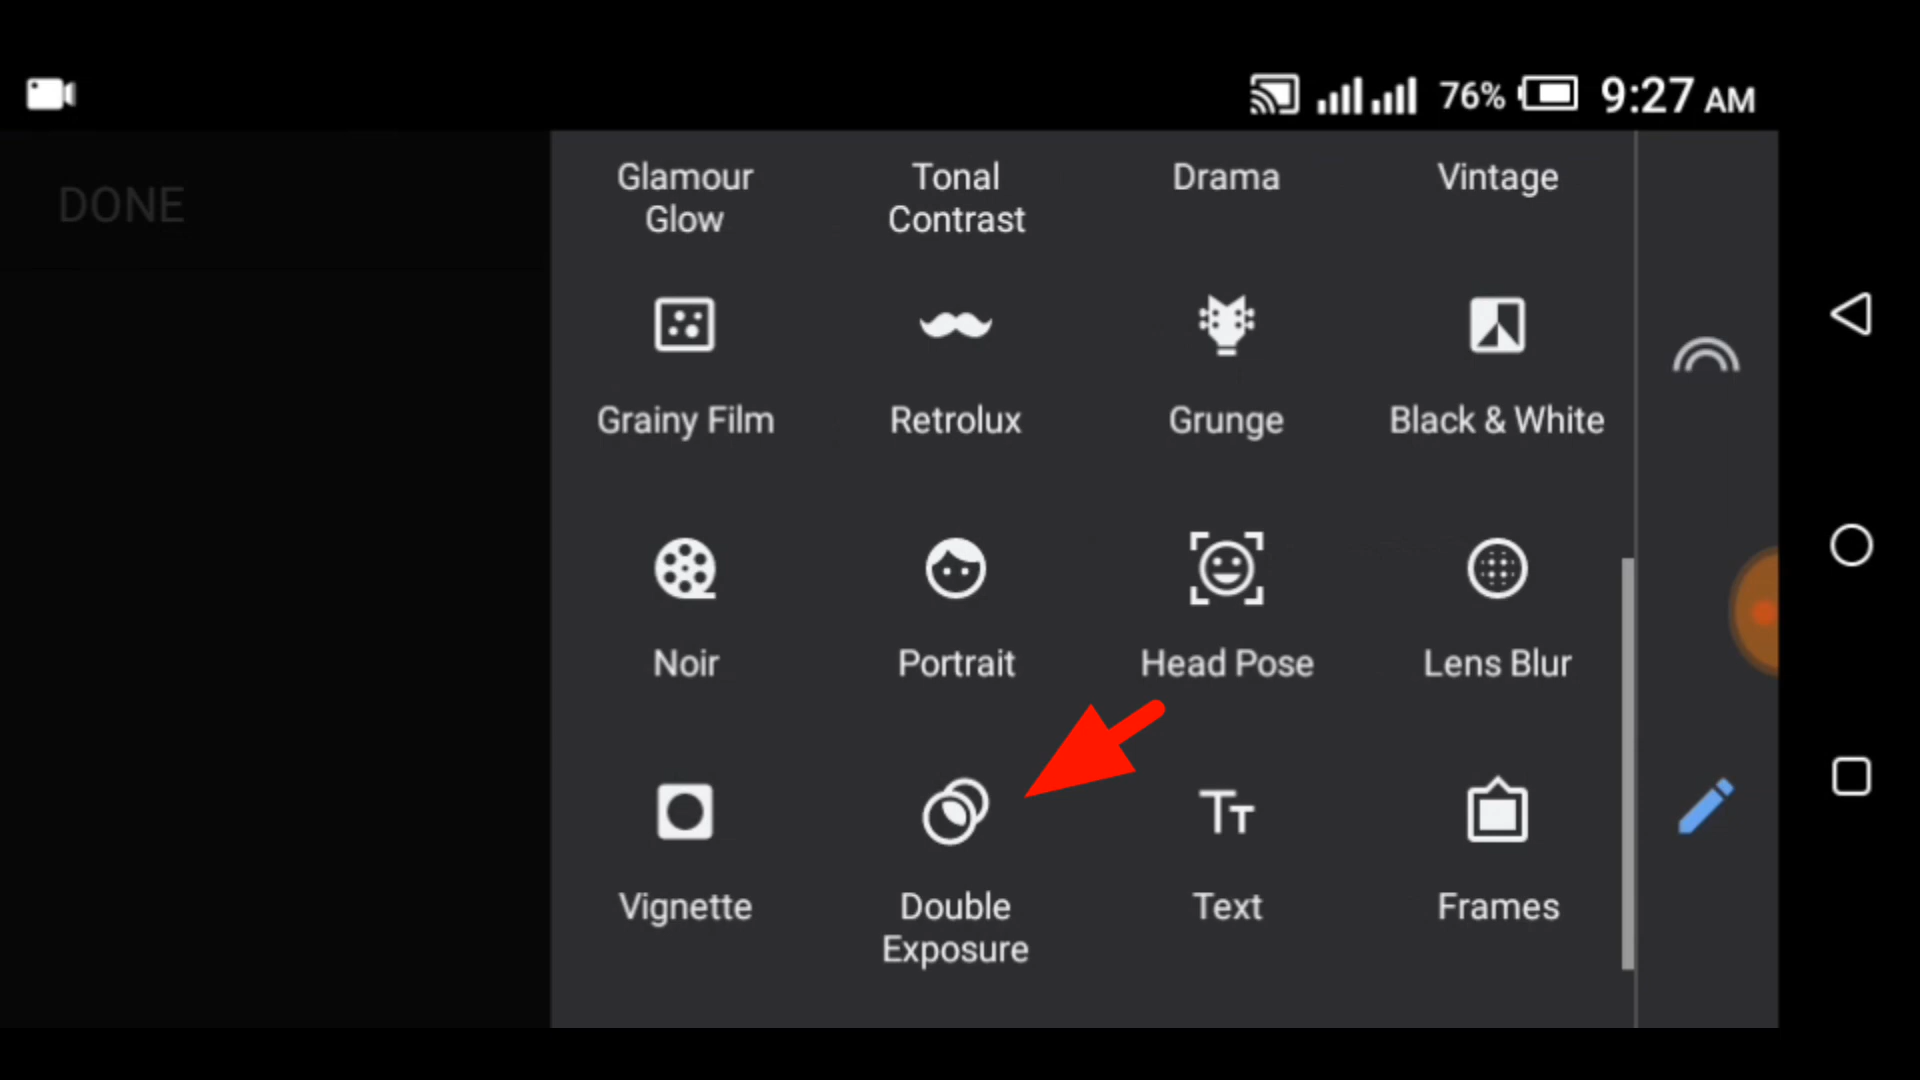 76% 9:27 AM
DONE
Glamour Glow
Tonal Contrast
Drama
Vintage
Grainy Film
Retrolux
Grunge
Black & White
Noir
Portrait
Head Pose
Lens Blur
Vignette
Double Exposure
Text
Frames